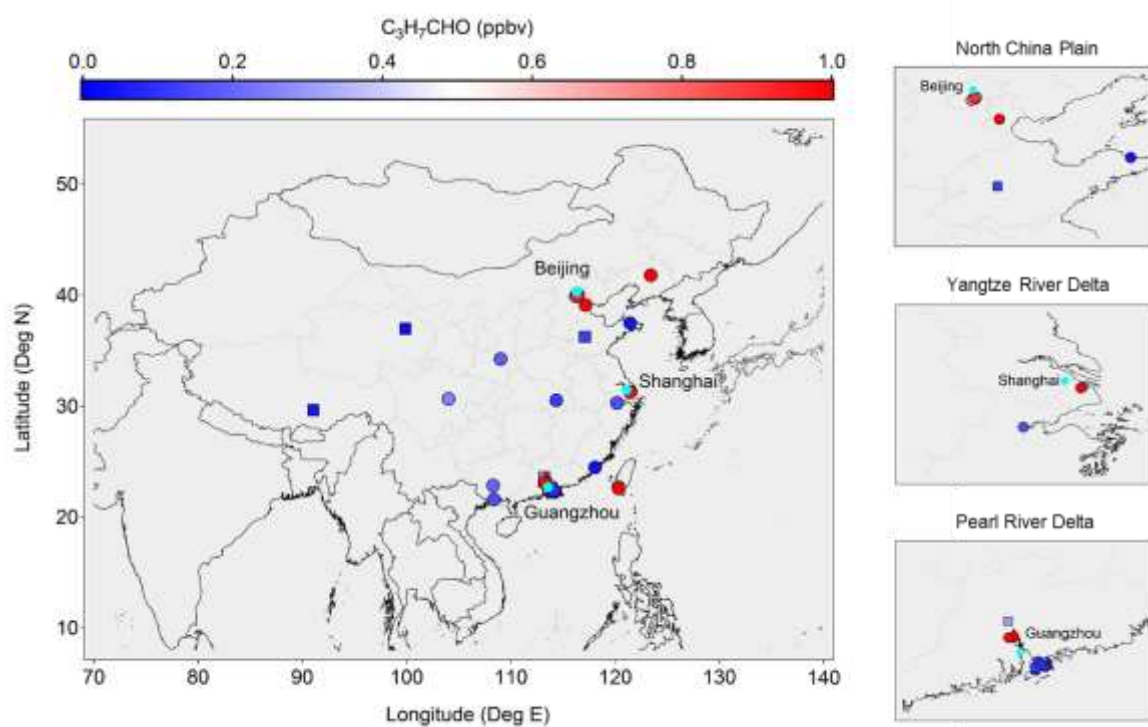 C₃H₇CHO (ppbv)
0.0 0.2 0.4 0.6 0.8 1.0
50
40
30
20
10
Latitude (Deg N)
Beijing
Shanghai
Guangzhou
70 80 90 100 110 120 130 140
Longitude (Deg E)
North China Plain
Beijing
Yangtze River Delta
Shanghai
Pearl River Delta
Guangzhou